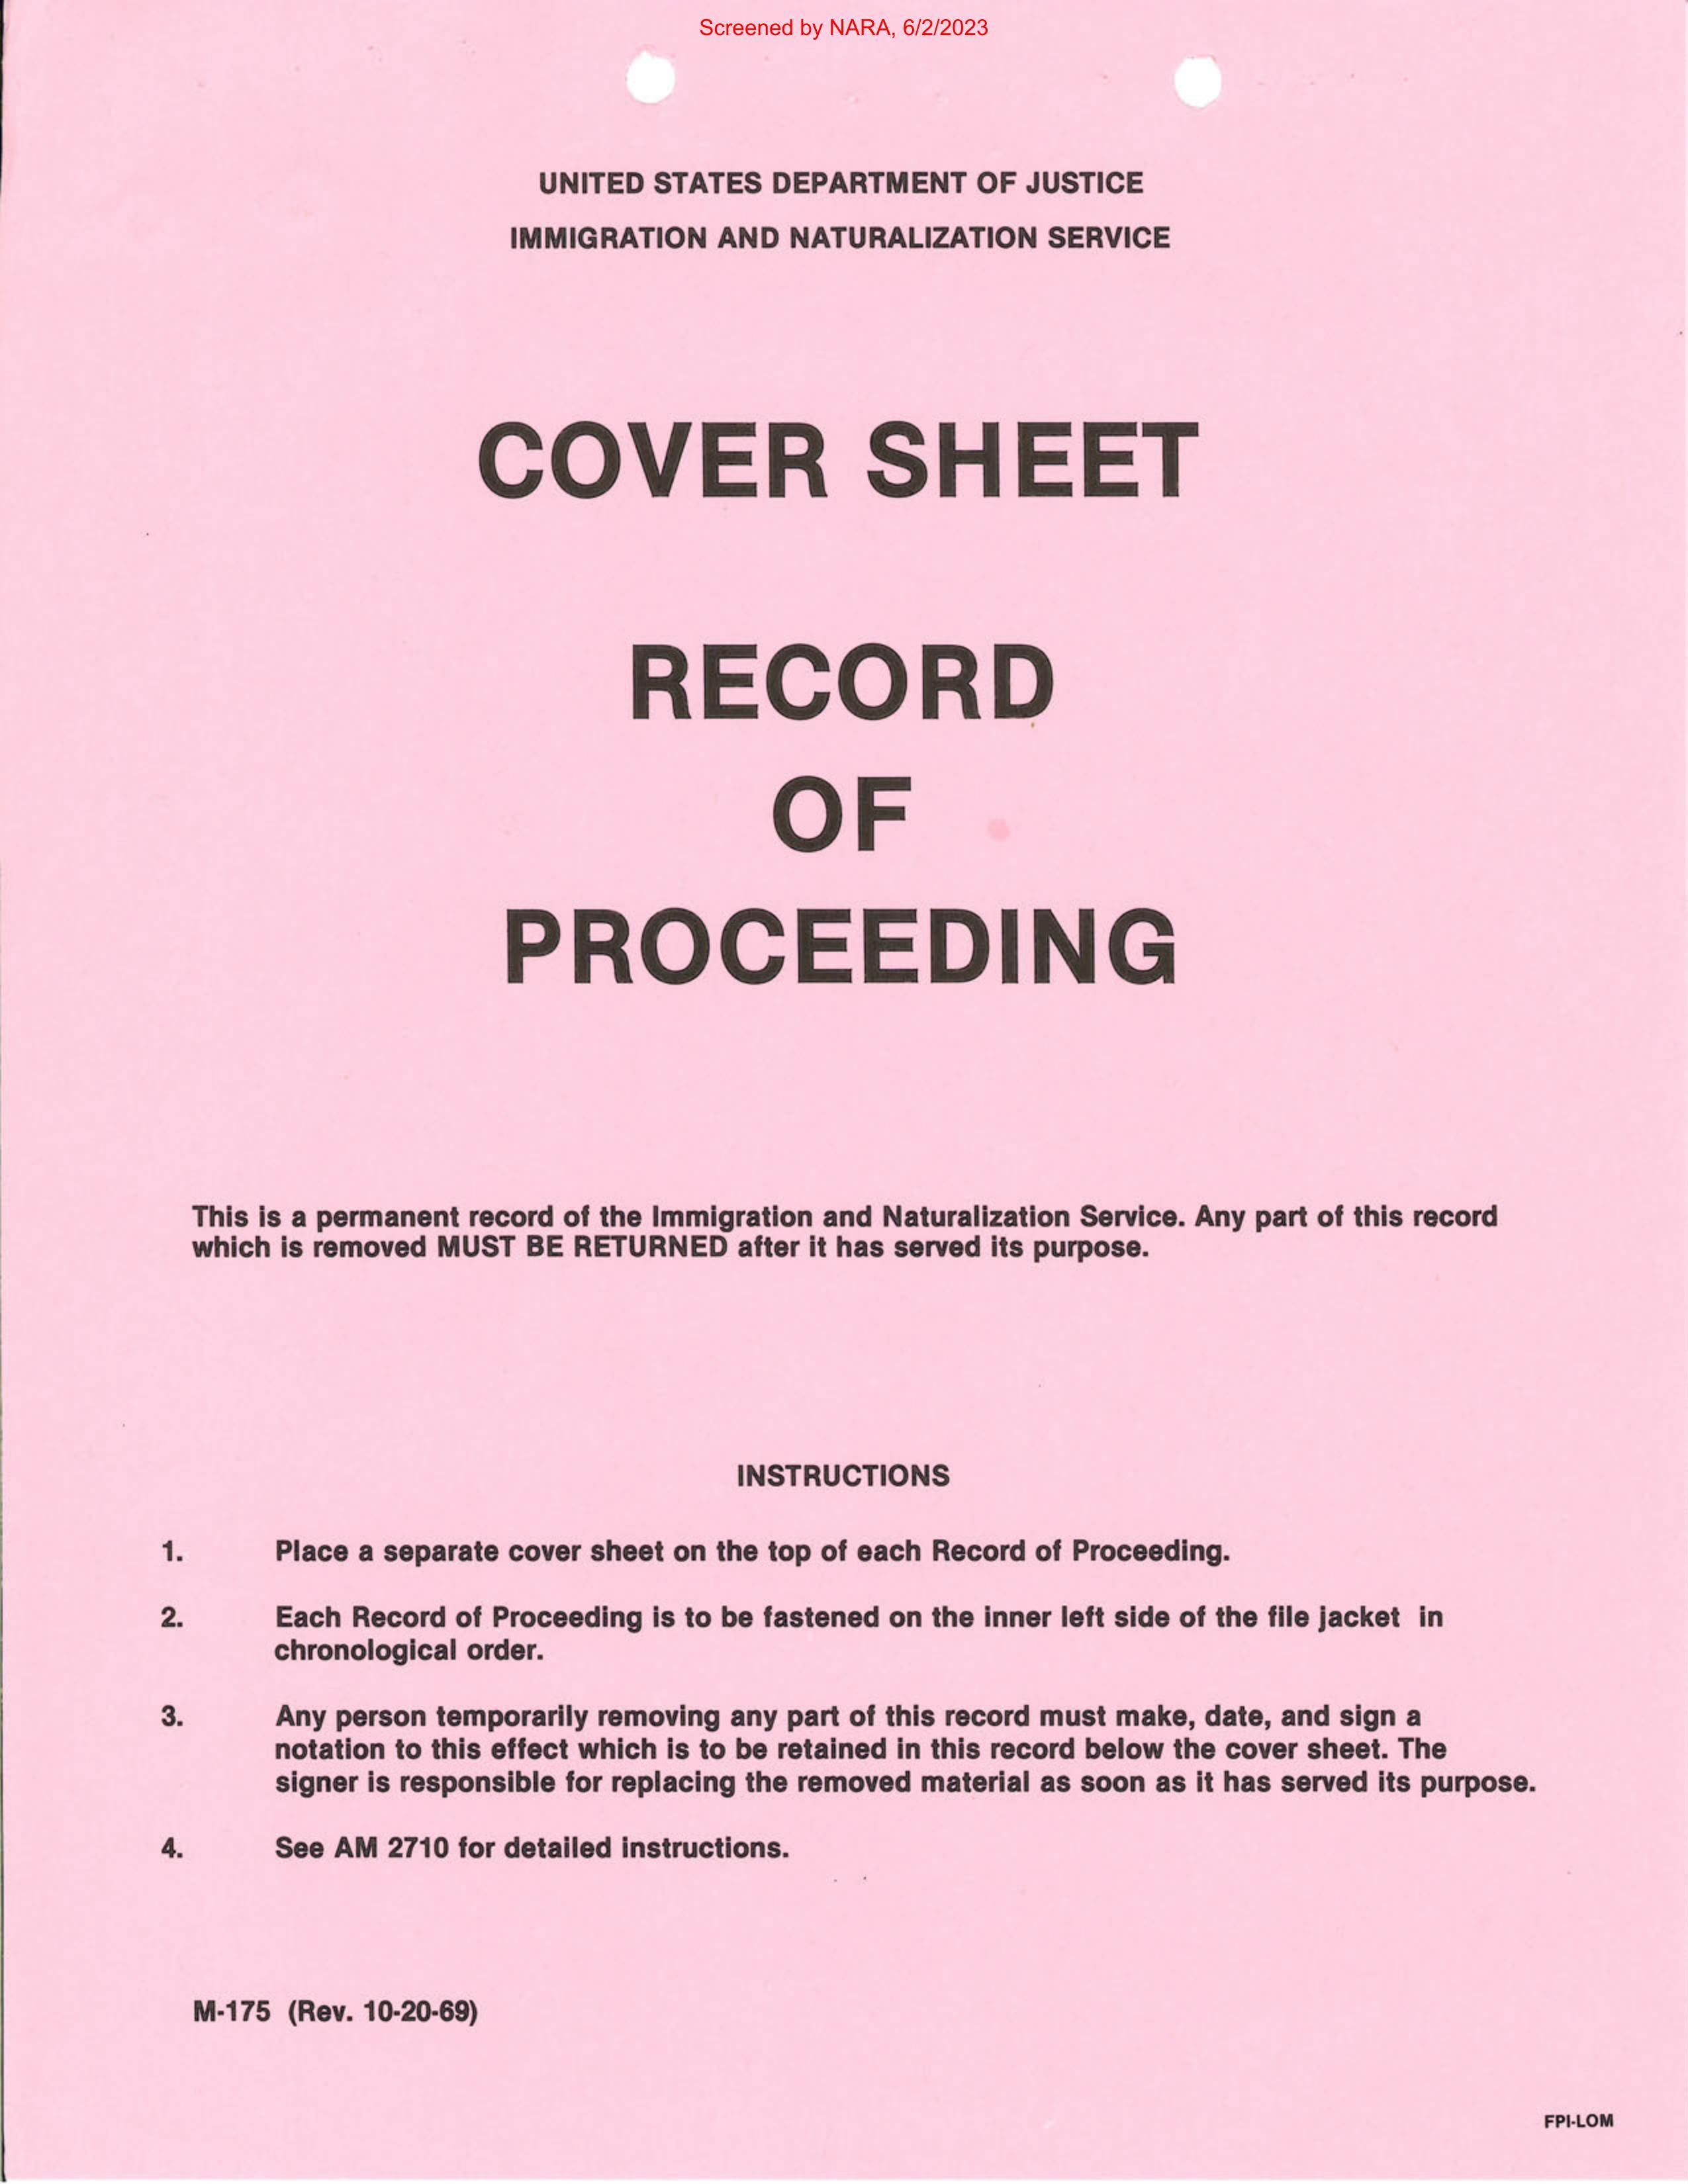 Screened by NARA, 6/2/2023
UNITED STATES DEPARTMENT OF JUSTICE
IMMIGRATION AND NATURALIZATION SERVICE
COVER SHEET
RECORD
OF
PROCEEDING
This is a permanent record of the Immigration and Naturalization Service. Any part of this record
which is removed MUST BE RETURNED after it has served its purpose.
INSTRUCTIONS
1. Place a separate cover sheet on the top of each Record of Proceeding.
2. Each Record of Proceeding is to be fastened on the inner left side of the file jacket in
chronological order.
3. Any person temporarily removing any part of this record must make, date, and sign a
notation to this effect which is to be retained in this record below the cover sheet. The
signer is responsible for replacing the removed material as soon as it has served its purpose.
4. See AM 2710 for detailed instructions.
M-175 (Rev. 10-20-69)
FPI-LOM